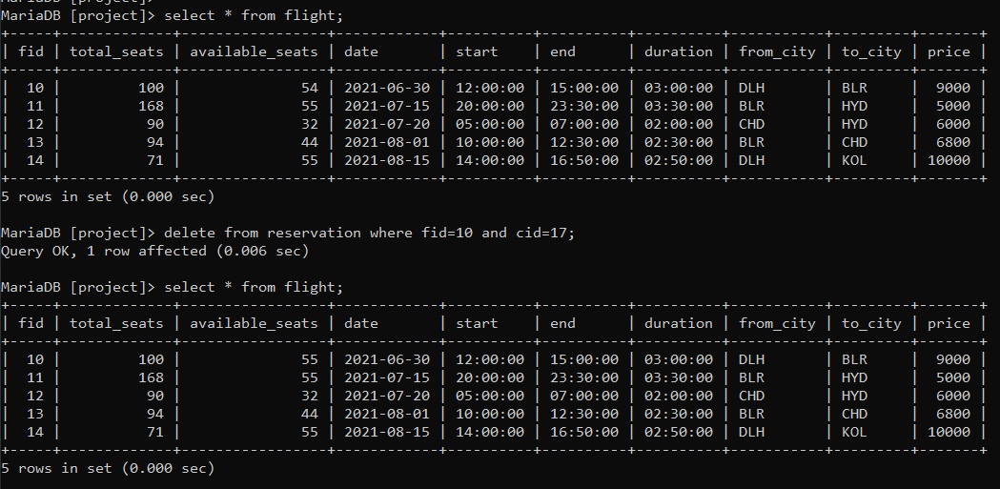 MariaDB [project]> select * from flight;
+-----+-------------+-----------------+------------+----------+----------+----------+-----------+---------+-------+
| fid | total_seats | available_seats | date       | start    | end      | duration | from_city | to_city | price |
+-----+-------------+-----------------+------------+----------+----------+----------+-----------+---------+-------+
|  10 |         100 |              54 | 2021-06-30 | 12:00:00 | 15:00:00 | 03:00:00 | DLH       | BLR     |  9000 |
|  11 |         168 |              55 | 2021-07-15 | 20:00:00 | 23:30:00 | 03:30:00 | BLR       | HYD     |  5000 |
|  12 |          90 |              32 | 2021-07-20 | 05:00:00 | 07:00:00 | 02:00:00 | CHD       | HYD     |  6000 |
|  13 |          94 |              44 | 2021-08-01 | 10:00:00 | 12:30:00 | 02:30:00 | BLR       | CHD     |  6800 |
|  14 |          71 |              55 | 2021-08-15 | 14:00:00 | 16:50:00 | 02:50:00 | DLH       | KOL     | 10000 |
+-----+-------------+-----------------+------------+----------+----------+----------+-----------+---------+-------+
5 rows in set (0.000 sec)

MariaDB [project]> delete from reservation where fid=10 and cid=17;
Query OK, 1 row affected (0.006 sec)

MariaDB [project]> select * from flight;
+-----+-------------+-----------------+------------+----------+----------+----------+-----------+---------+-------+
| fid | total_seats | available_seats | date       | start    | end      | duration | from_city | to_city | price |
+-----+-------------+-----------------+------------+----------+----------+----------+-----------+---------+-------+
|  10 |         100 |              55 | 2021-06-30 | 12:00:00 | 15:00:00 | 03:00:00 | DLH       | BLR     |  9000 |
|  11 |         168 |              55 | 2021-07-15 | 20:00:00 | 23:30:00 | 03:30:00 | BLR       | HYD     |  5000 |
|  12 |          90 |              32 | 2021-07-20 | 05:00:00 | 07:00:00 | 02:00:00 | CHD       | HYD     |  6000 |
|  13 |          94 |              44 | 2021-08-01 | 10:00:00 | 12:30:00 | 02:30:00 | BLR       | CHD     |  6800 |
|  14 |          71 |              55 | 2021-08-15 | 14:00:00 | 16:50:00 | 02:50:00 | DLH       | KOL     | 10000 |
+-----+-------------+-----------------+------------+----------+----------+----------+-----------+---------+-------+
5 rows in set (0.000 sec)